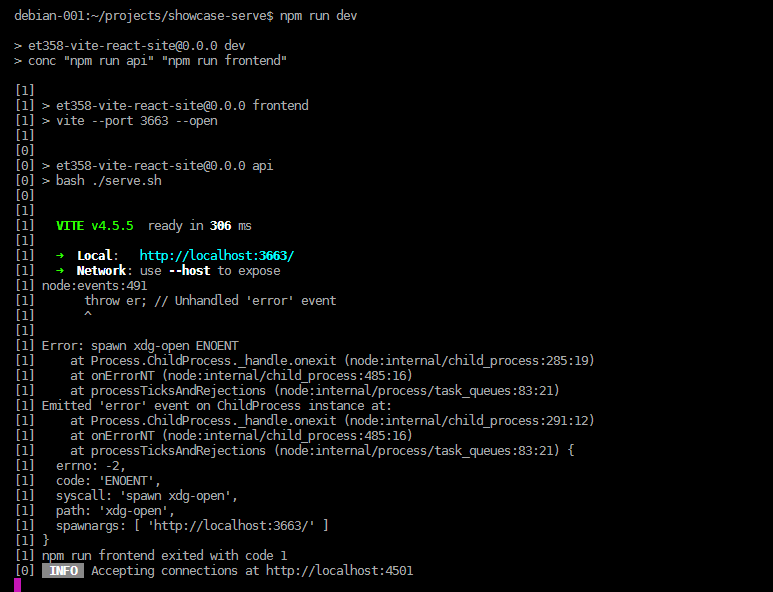 debian-001:~/projects/showcase-serve$ npm run dev

> et358-vite-react-site@0.0.0 dev
> conc "npm run api" "npm run frontend"

[1]
[1] > et358-vite-react-site@0.0.0 frontend
[1] > vite --port 3663 --open
[1]
[0]
[0] > et358-vite-react-site@0.0.0 api
[0] > bash ./serve.sh
[0]
[1]
[1]   VITE v4.5.5  ready in 306 ms
[1]
[1]   ➜  Local:   http://localhost:3663/
[1]   ➜  Network: use --host to expose
[1] node:events:491
[1]       throw er; // Unhandled 'error' event
[1]       ^
[1]
[1] Error: spawn xdg-open ENOENT
[1]     at Process.ChildProcess._handle.onexit (node:internal/child_process:285:19)
[1]     at onErrorNT (node:internal/child_process:485:16)
[1]     at processTicksAndRejections (node:internal/process/task_queues:83:21)
[1] Emitted 'error' event on ChildProcess instance at:
[1]     at Process.ChildProcess._handle.onexit (node:internal/child_process:291:12)
[1]     at onErrorNT (node:internal/child_process:485:16)
[1]     at processTicksAndRejections (node:internal/process/task_queues:83:21) {
[1]   errno: -2,
[1]   code: 'ENOENT',
[1]   syscall: 'spawn xdg-open',
[1]   path: 'xdg-open',
[1]   spawnargs: [ 'http://localhost:3663/' ]
[1] }
[1] npm run frontend exited with code 1
[0]  INFO  Accepting connections at http://localhost:4501